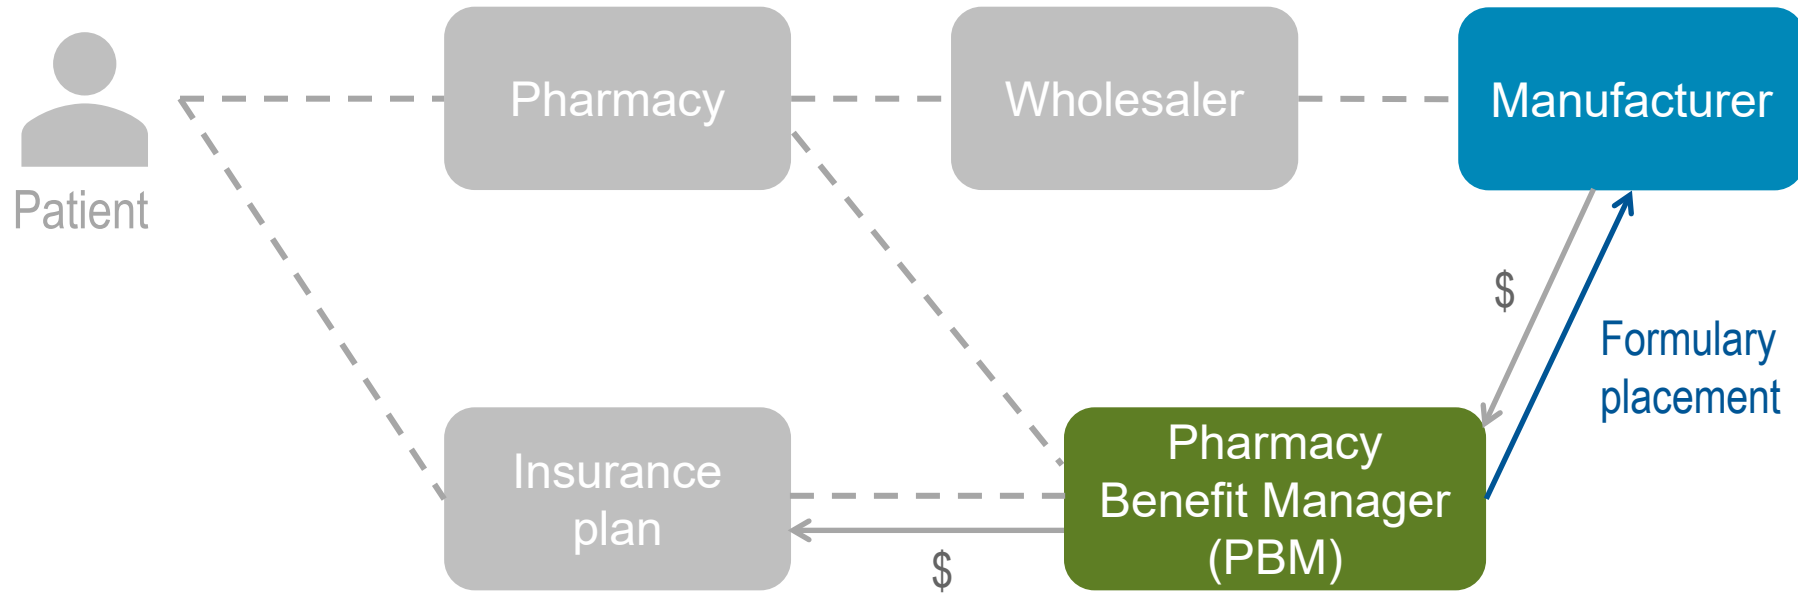 Patient
Pharmacy
Wholesaler
Manufacturer
$
Formulary
placement
Insurance
plan
$
Pharmacy
Benefit Manager
(PBM)